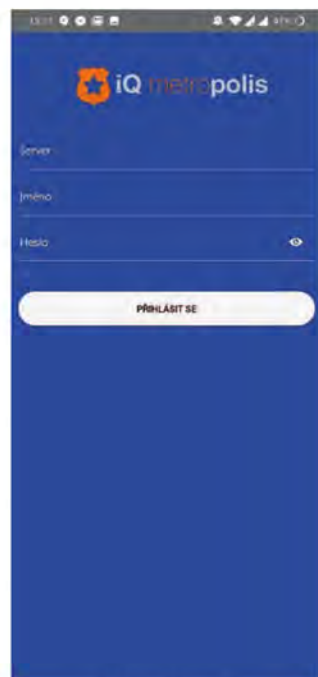 iQ metropolis
Server
Jméno
Heslo
PŘIHLÁSIT SE